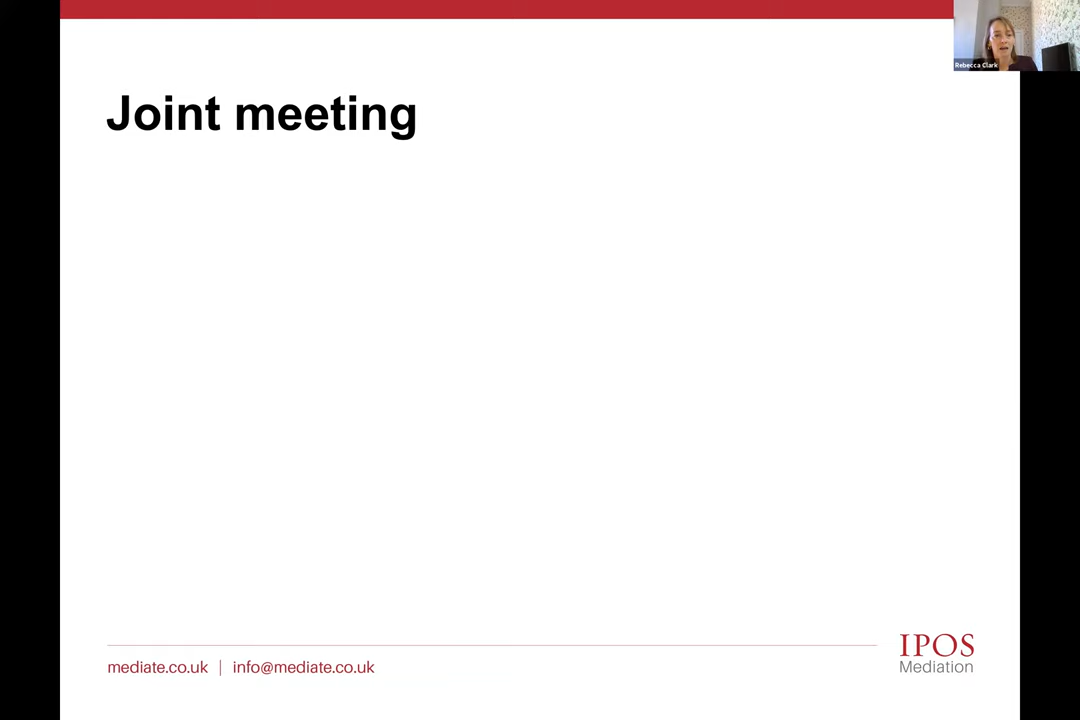 Rebecca Clark
Joint meeting
mediate.co.uk | info@mediate.co.uk
IPOS
Mediation